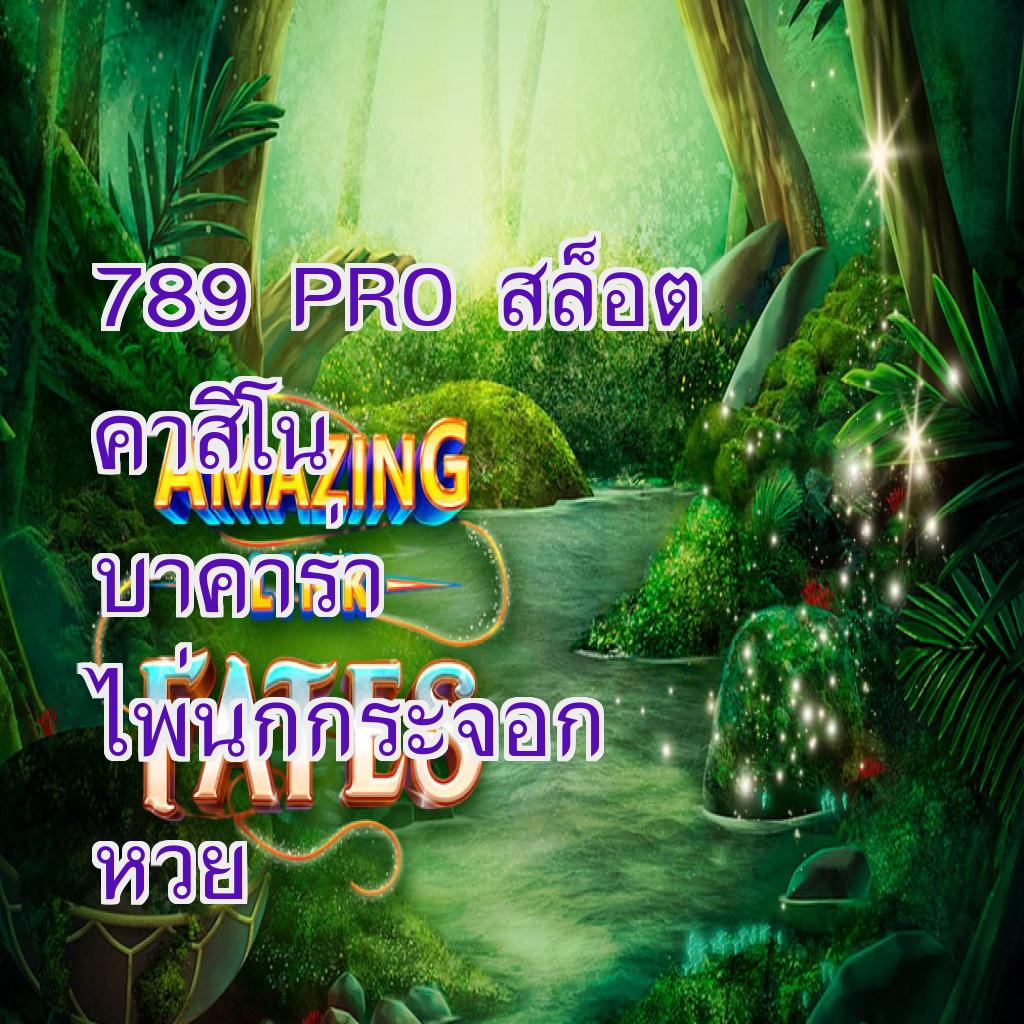 789 PRO สล็อต
คาสิโน
AMAZING
บาคาร่า
LINK
ไพ่นกกระจอก
FATES
หวย